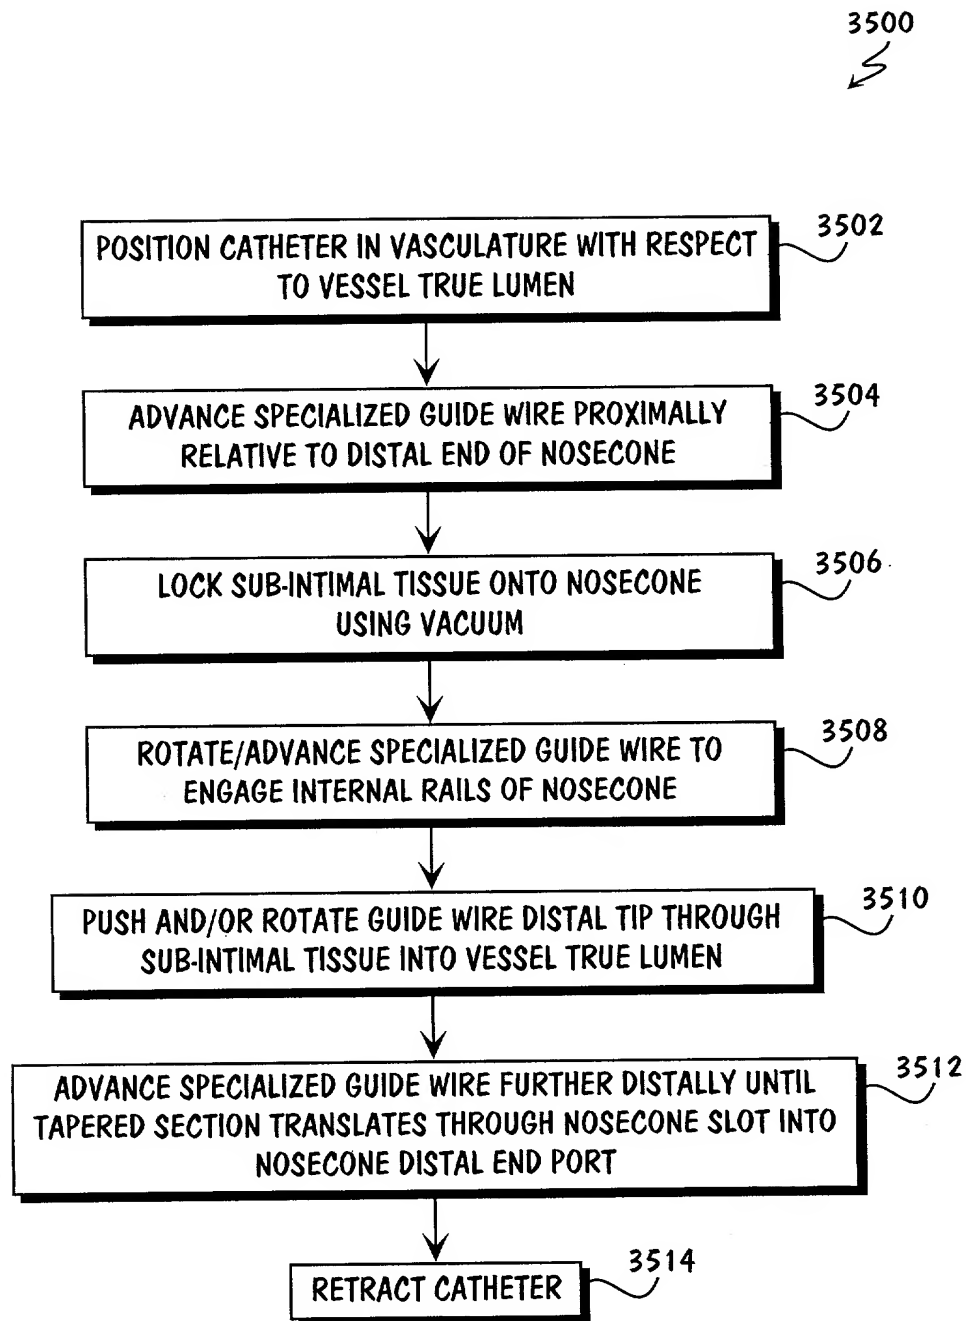 3500
POSITION CATHETER IN VASCULATURE WITH RESPECT
TO VESSEL TRUE LUMEN
3502
ADVANCE SPECIALIZED GUIDE WIRE PROXIMALLY
RELATIVE TO DISTAL END OF NOSECONE
3504
LOCK SUB-INTIMAL TISSUE ONTO NOSECONE
USING VACUUM
3506
ROTATE/ADVANCE SPECIALIZED GUIDE WIRE TO
ENGAGE INTERNAL RAILS OF NOSECONE
3508
PUSH AND/OR ROTATE GUIDE WIRE DISTAL TIP THROUGH
SUB-INTIMAL TISSUE INTO VESSEL TRUE LUMEN
3510
ADVANCE SPECIALIZED GUIDE WIRE FURTHER DISTALLY UNTIL
TAPERED SECTION TRANSLATES THROUGH NOSECONE SLOT INTO
NOSECONE DISTAL END PORT
3512
RETRACT CATHETER
3514